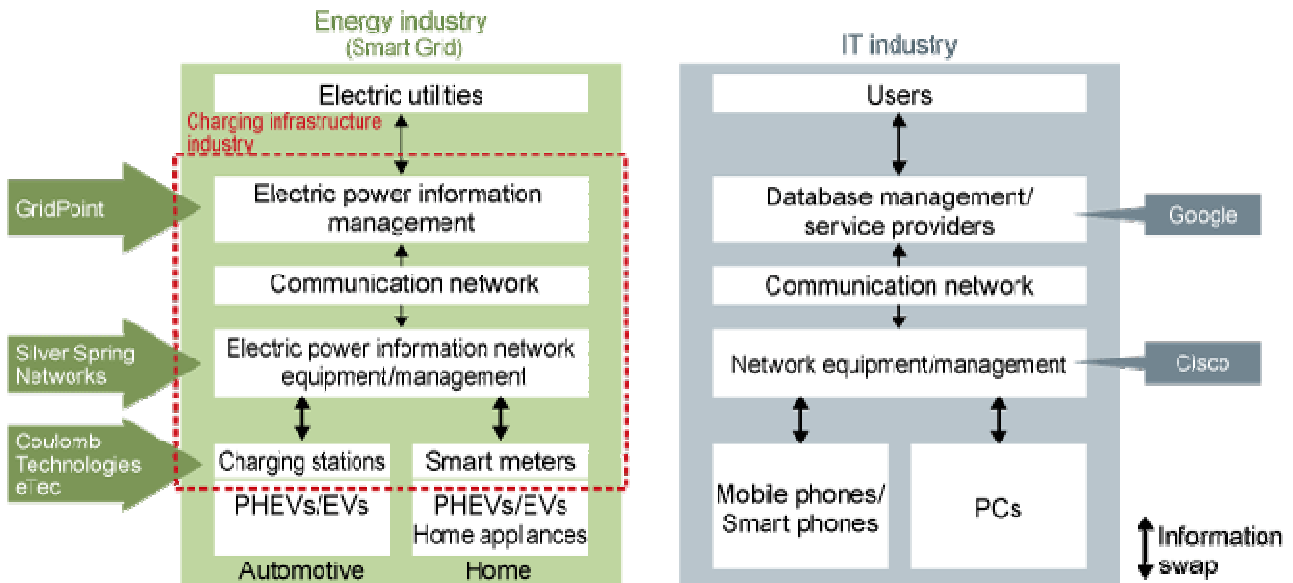 Energy industry
(Smart Grid)
Electric utilities
Charging infrastructure
industry
GridPoint
Electric power information
management
Communication network
Silver Spring
Networks
Electric power information network
equipment/management
Coulomb
Technologies
eTec
Charging stations
Smart meters
PHEVs/EVs
PHEVs/EVs
Home appliances
Automotive
Home
IT industry
Users
Database management/
service providers
Google
Communication network
Network equipment/management
Cisco
Mobile phones/
Smart phones
PCs
Information
swap